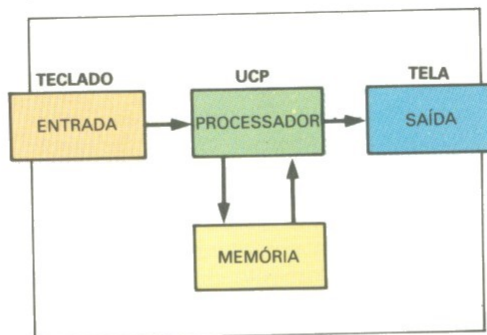 TECLADO
UCP
TELA
ENTRADA
PROCESSADOR
SAÍDA
MEMÓRIA